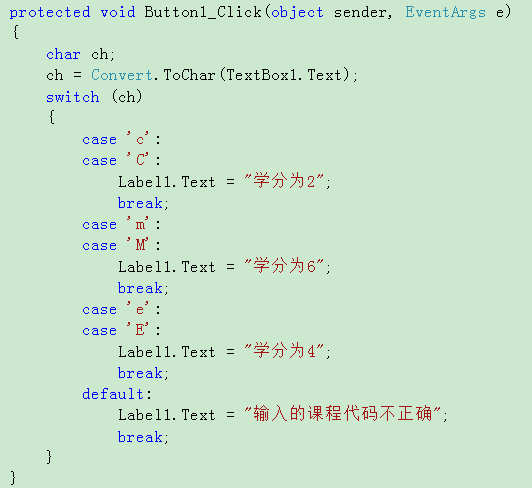 protected void Button1_Click(object sender, EventArgs e)
{
    char ch;
    ch = Convert.ToChar(TextBox1.Text);
    switch (ch)
    {
        case 'c':
        case 'C':
            Label1.Text = "学分为2";
            break;
        case 'm':
        case 'M':
            Label1.Text = "学分为6";
            break;
        case 'e':
        case 'E':
            Label1.Text = "学分为4";
            break;
        default:
            Label1.Text = "输入的课程代码不正确";
            break;
    }
}